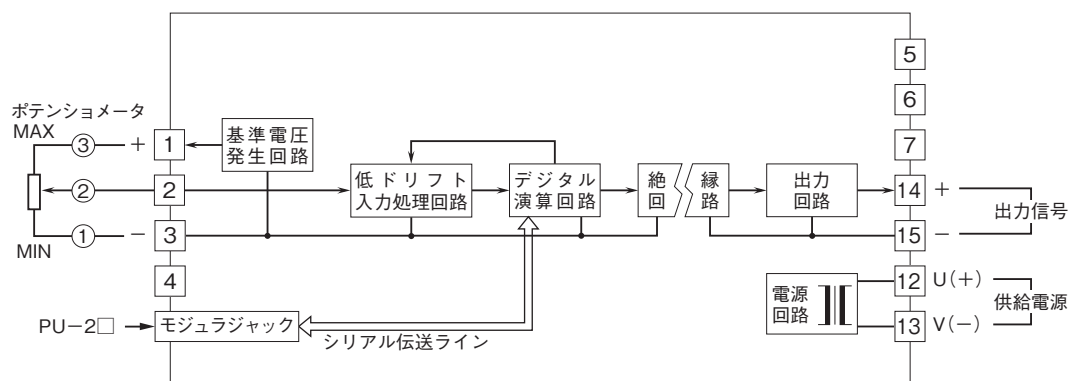 ポテンショメータ
MAX
③
+
1
基準電圧
発生回路
②
2
低ドリフト
入力処理回路
デジタル
演算回路
絶
回
縁
路
出力
回路
MIN
①
−
3
4
PU−2□
モジュラジャック
シリアル伝送ライン
5
6
7
14
+
出力信号
15
−
電源
回路
12
U(+)
供給電源
13
V(−)